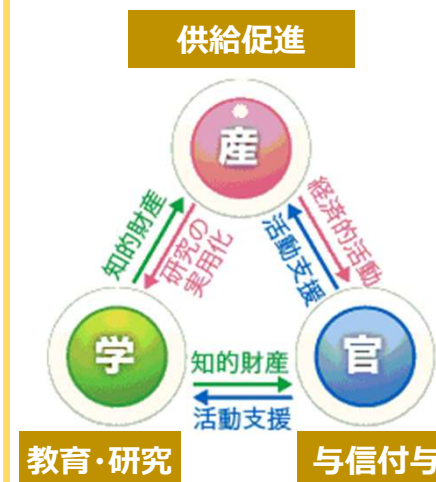 供給促進
産
知的財産
研究の
実用化
活動支援
経済的活動
学
知的財産
活動支援
官
教育・研究
与信付与